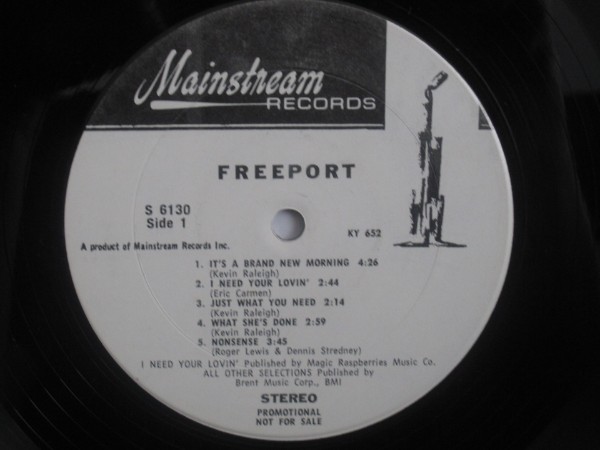 Mainstream
RECORDS
FREEPORT
S 6130
Side 1
KY 652
A product of Mainstream Records Inc.
1. IT'S A BRAND NEW MORNING 4:26
(Kevin Raleigh)
2. I NEED YOUR LOVIN' 2:44
(Eric Carmen)
3. JUST WHAT YOU NEED 2:14
(Kevin Raleigh)
4. WHAT SHE'S DONE 2:59
(Kevin Raleigh)
5. NONSENSE 3:45
(Roger Lewis & Dennis Stredney)
I NEED YOUR LOVIN' Published by Magic Raspberries Music Co.
ALL OTHER SELECTIONS Published by
Brent Music Corp., BMI
STEREO
PROMOTIONAL
NOT FOR SALE